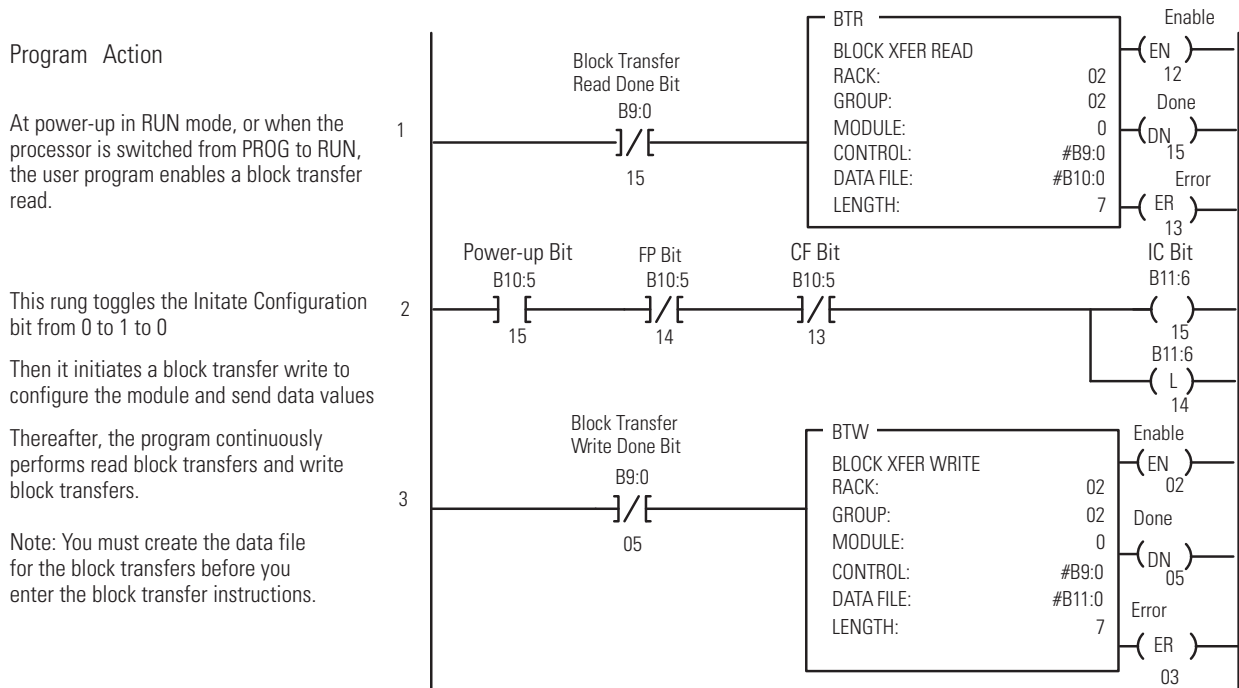 Program Action
At power-up in RUN mode, or when the
processor is switched from PROG to RUN,
the user program enables a block transfer
read.
This rung toggles the Initate Configuration
bit from 0 to 1 to 0
Then it initiates a block transfer write to
configure the module and send data values
Thereafter, the program continuously
performs read block transfers and write
block transfers.
Note: You must create the data file
for the block transfers before you
enter the block transfer instructions.
1
Block Transfer
Read Done Bit
B9:0
15
BTR
BLOCK XFER READ
RACK: 02
GROUP: 02
MODULE: 0
CONTROL: #B9:0
DATA FILE: #B10:0
LENGTH: 7
Enable
EN
12
Done
DN
15
Error
ER
13
2
Power-up Bit
B10:5
15
FP Bit
B10:5
14
CF Bit
B10:5
13
IC Bit
B11:6
15
B11:6
L
14
3
Block Transfer
Write Done Bit
B9:0
05
BTW
BLOCK XFER WRITE
RACK: 02
GROUP: 02
MODULE: 0
CONTROL: #B9:0
DATA FILE: #B11:0
LENGTH: 7
Enable
EN
02
Done
DN
05
Error
ER
03